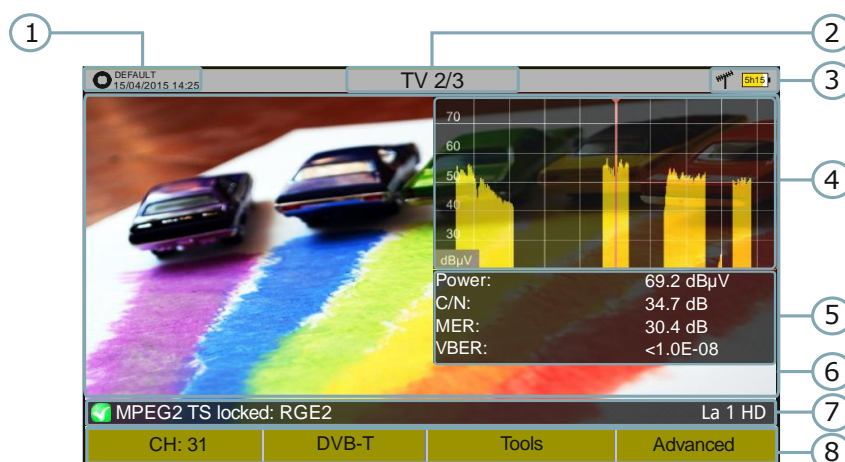 1
2
3
DEFAULT
15/04/2015 14:25
TV 2/3
5h15
70
60
50
40
30
dBµV
4
Power: 69.2 dBµV
C/N: 34.7 dB
MER: 30.4 dB
VBER: <1.0E-08
5
6
MPEG2 TS locked: RGE2 La 1 HD
7
CH: 31 DVB-T Tools Advanced
8